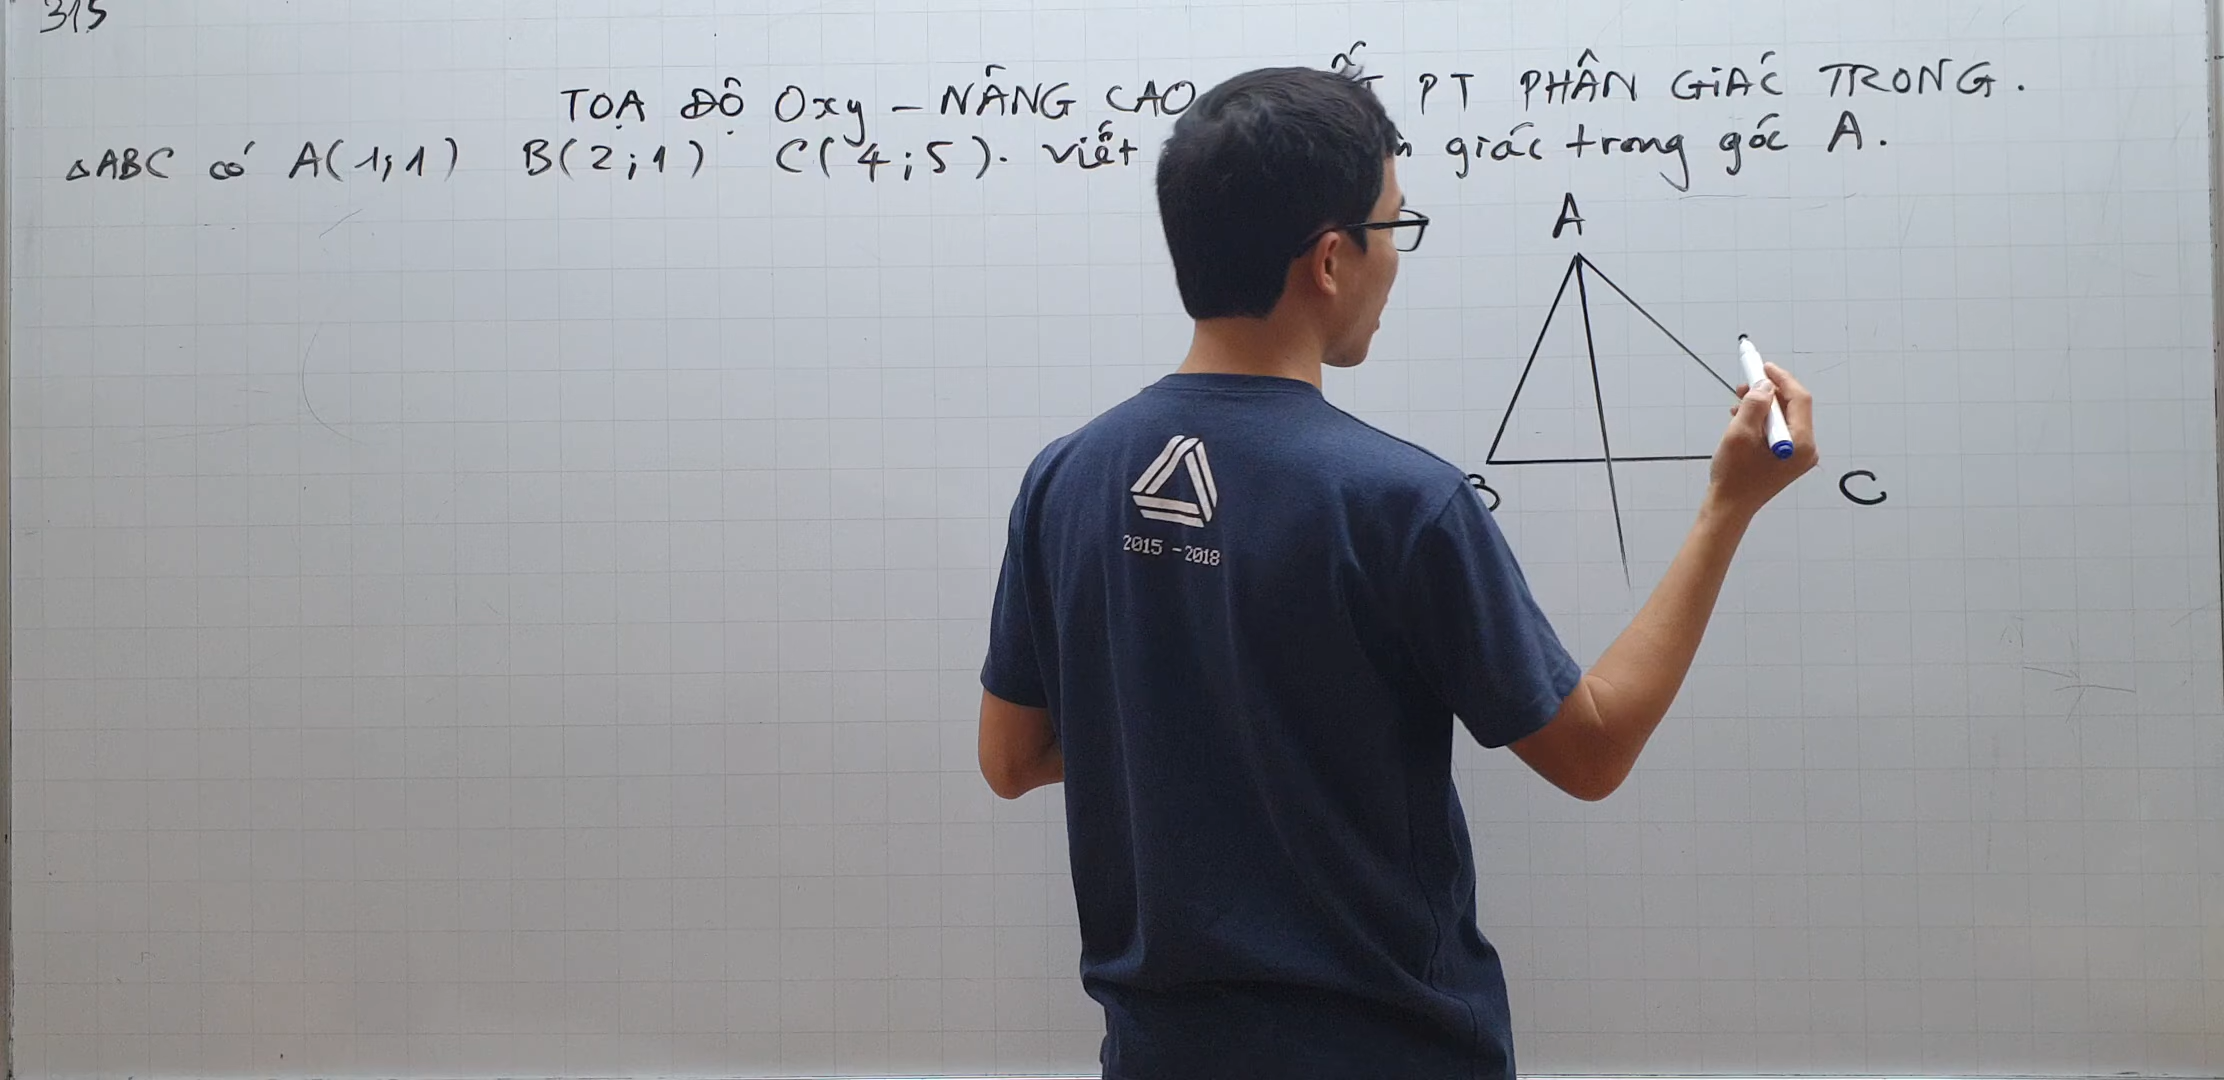 315
TOẠ ĐỘ Oxy - NÂNG CAO PT PHÂN GIÁC TRONG.
△ABC có A(1;1) B(2;1) C(4;5). viết giác trong góc A.
A
B
C
2015 - 2018